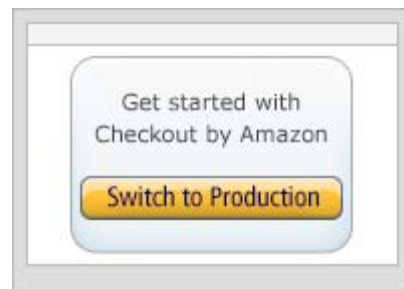 Get started with
Checkout by Amazon
Switch to Production